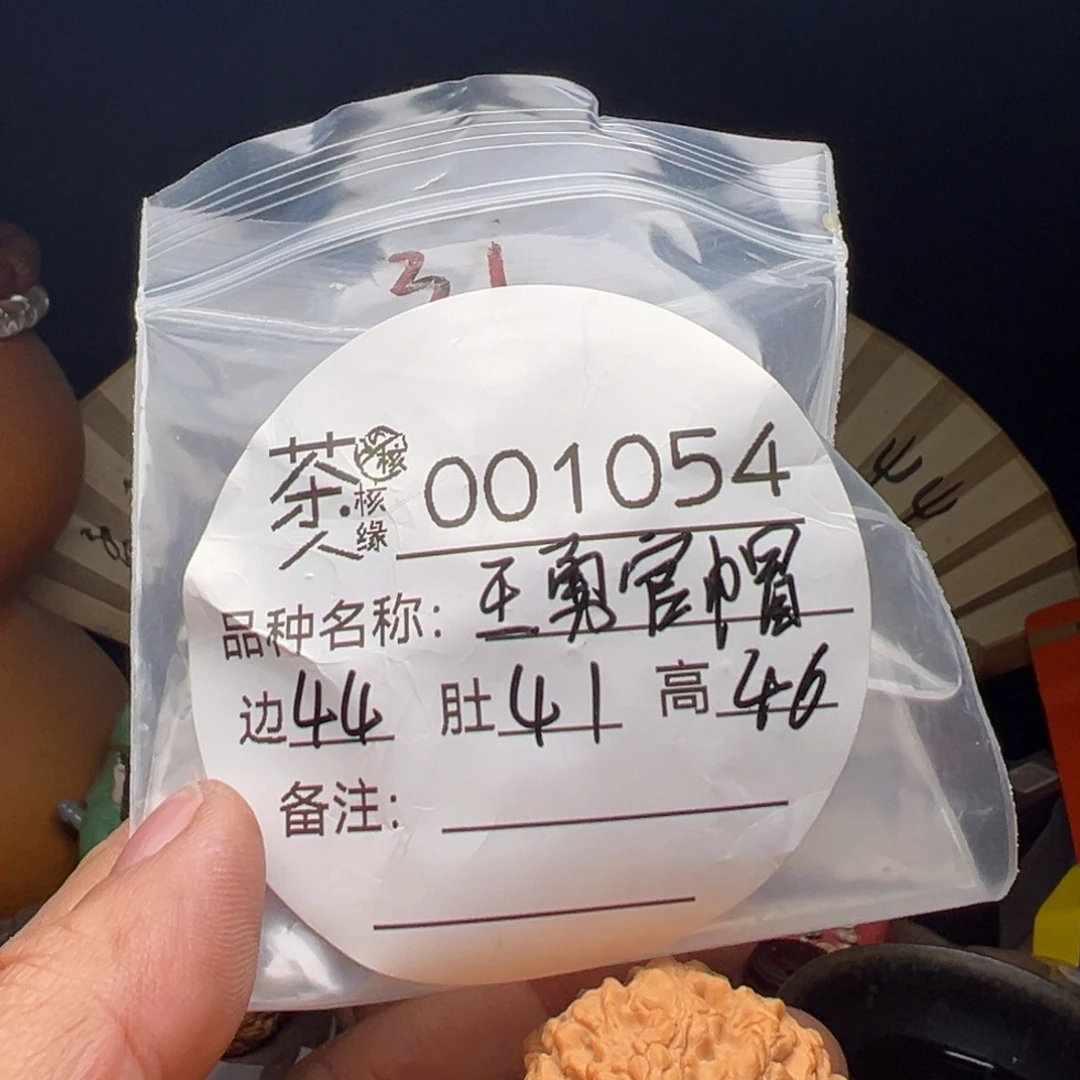 31
茶人 核缘 001054
品种名称: 王勇官帽
边44 肚41 高46
备注: